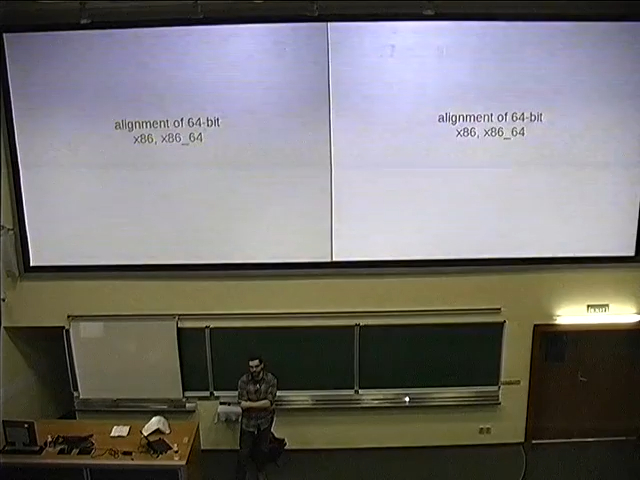 alignment of 64-bit
x86, x86_64
alignment of 64-bit
x86, x86_64